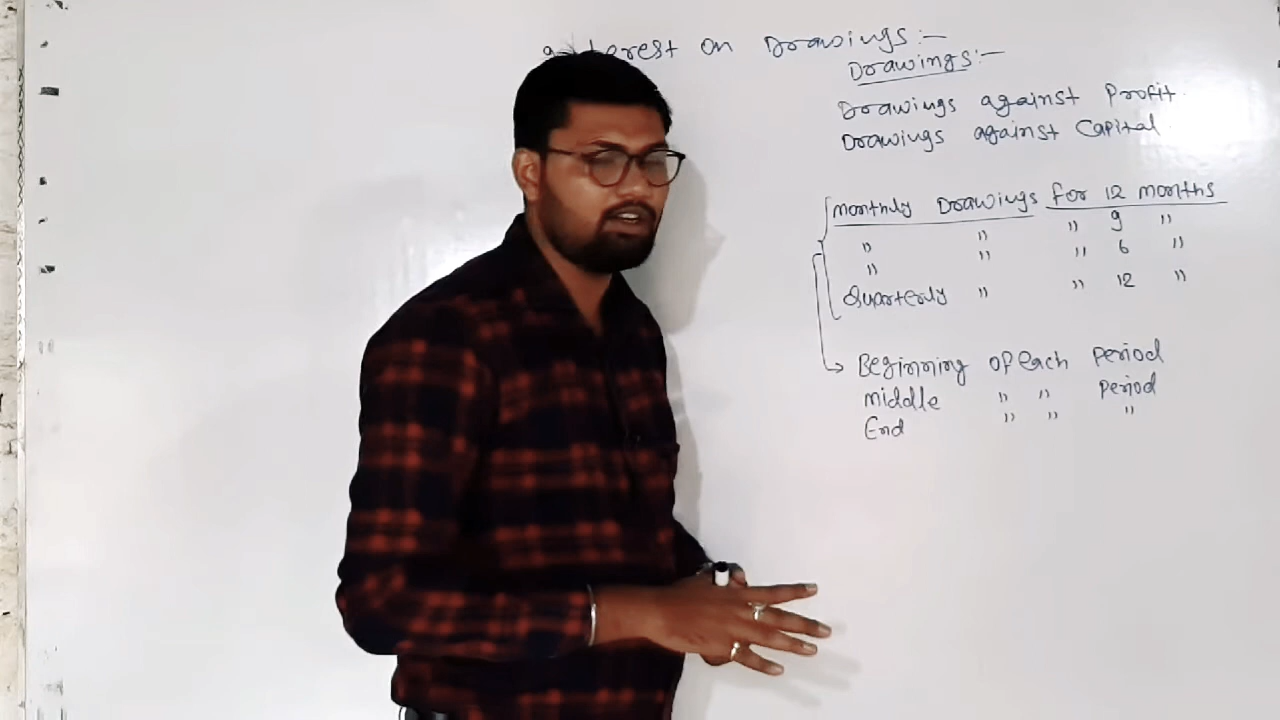 Interest on Drawings:-
Drawings:-
Drawings against Profit
Drawings against Capital
Monthly Drawings for 12 months
" " " 9 "
" " " 6 "
Quarterly " " 12 "
Beginning of each Period
middle " " Period
End " " "